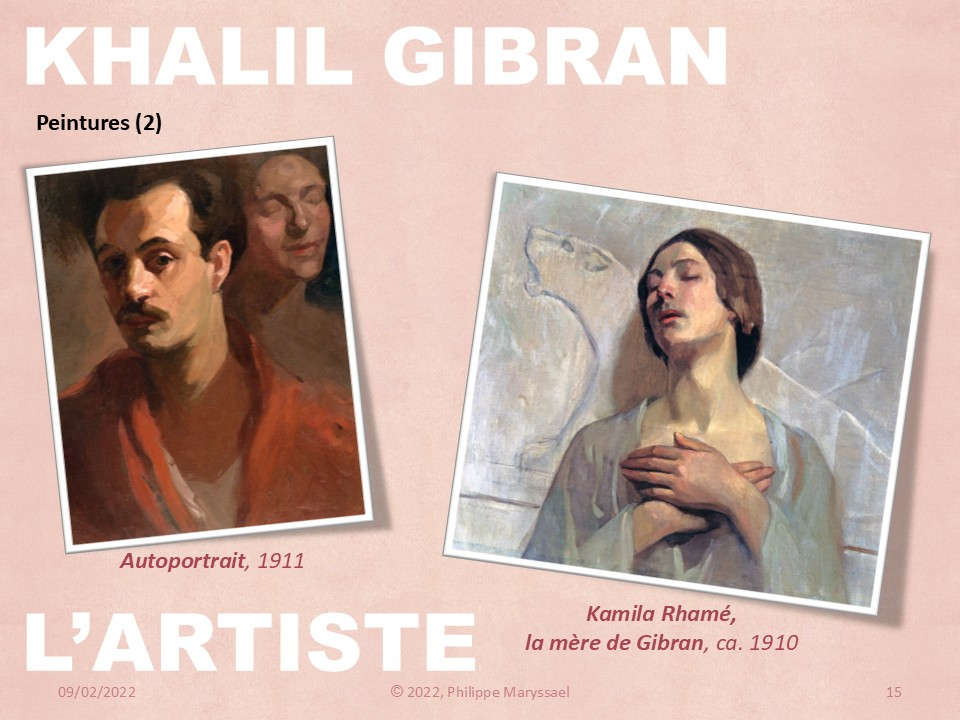 KHALIL GIBRAN
Peintures (2)
Autoportrait, 1911
Kamila Rhamé,
la mère de Gibran, ca. 1910
L’ARTISTE
09/02/2022
© 2022, Philippe Maryssael
15